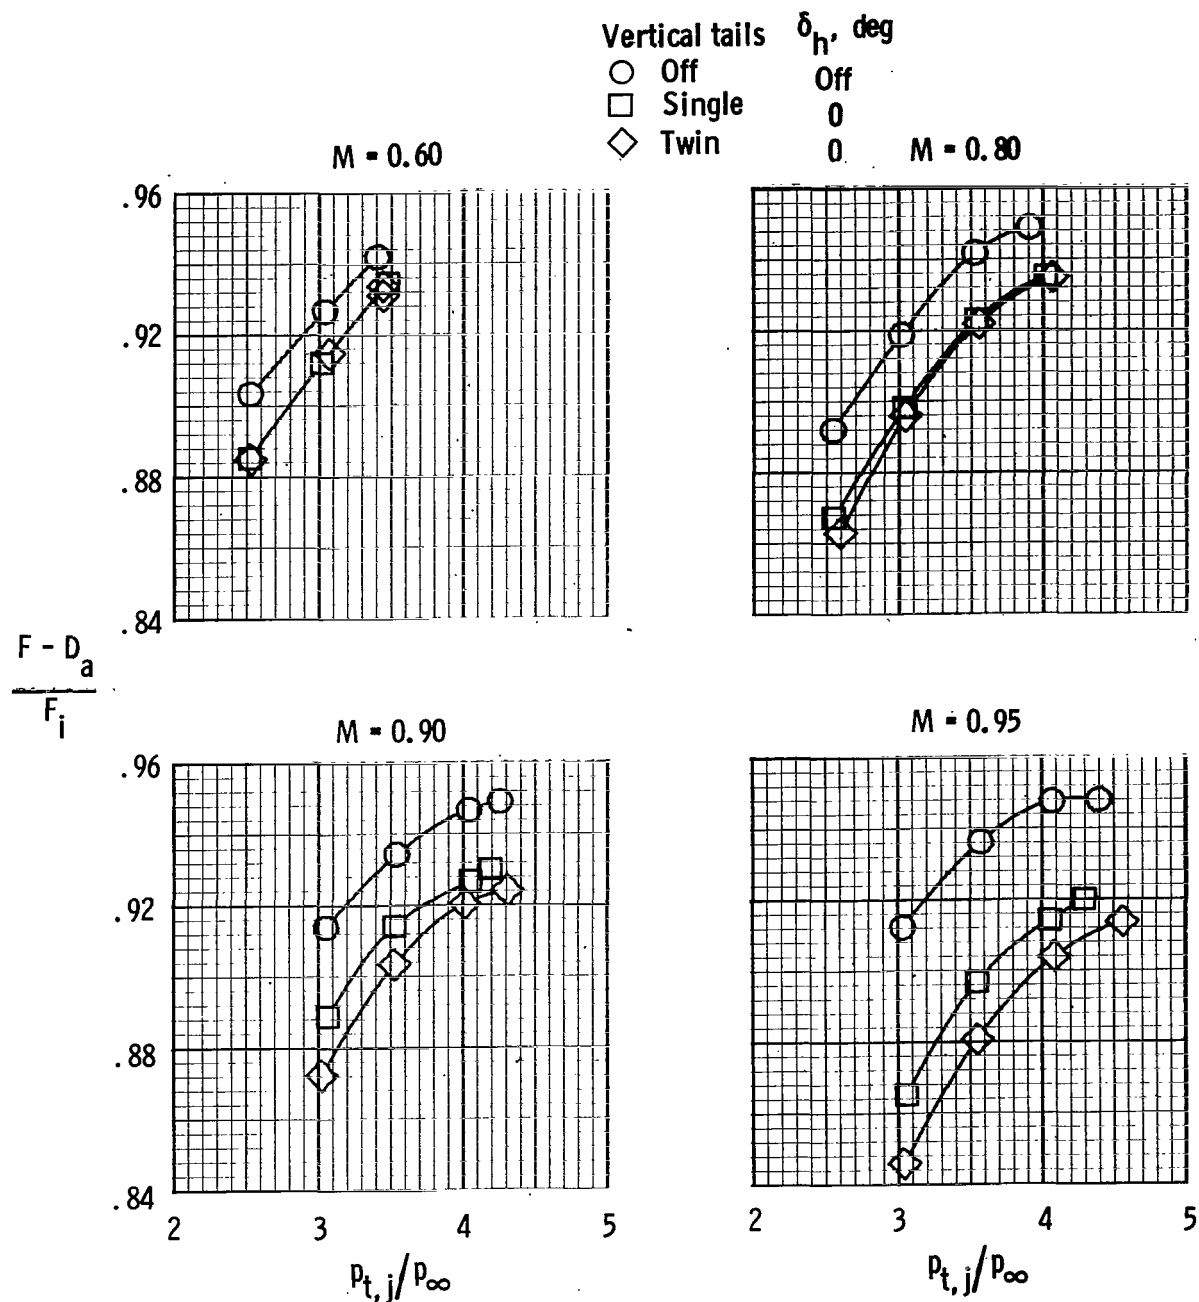 Vertical tails δh, deg
Off Off
Single 0
Twin 0
M = 0.60
M = 0.80
.96
.92
.88
.84
F - Da
Fi
M = 0.90
M = 0.95
.96
.92
.88
.84
2 3 4 5
2 3 4 5
pt,j/p∞
pt,j/p∞